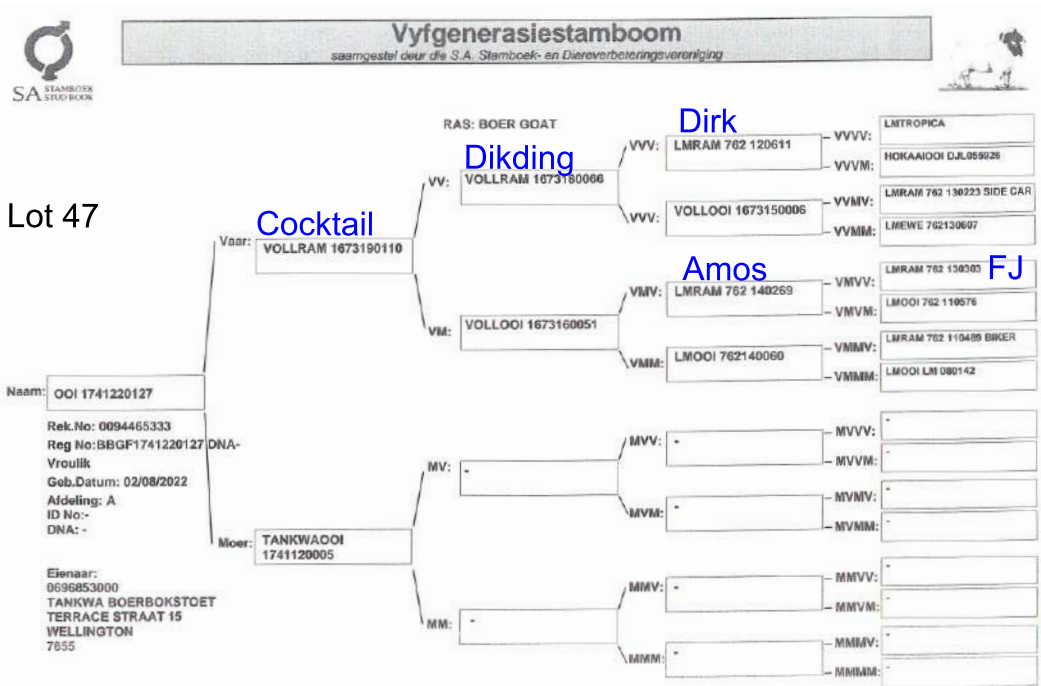 Vyfgenerasiestamboom
saamgestel deur die S.A. Stamboek- en Diereverbeteringsvereniging
SA STAMBOEK
STUD BOOK
RAS: BOER GOAT
Lot 47
Naam: OOI 1741220127
Rek.No: 0094465333
Reg No:BBGF1741220127 DNA-
Vroulik
Geb.Datum: 02/08/2022
Afdeling: A
ID No:-
DNA: -
Eienaar:
0696853000
TANKWA BOERBOKSTOET
TERRACE STRAAT 15
WELLINGTON
7655
Cocktail
Vaar: VOLLRAM 1673190110
Moer: TANKWAOOI
1741120005
Dikding
VV: VOLLRAM 1673180066
VM: VOLLOOI 1673160051
MV: -
MM: -
Dirk
VVV: LMRAM 762 120611
VVV: VOLLOOI 1673150006
Amos
VMV: LMRAM 762 140269
VMM: LMOOI 762140060
MVV: -
MVM: -
MMV: -
MMM: -
VVVV: LMTROPICA
VVVM: HOKAAIOOI DJL055026
VVMV: LMRAM 762 130223 SIDE CAR
VVMM: LMEWE 762130607
VMVV: LMRAM 762 130303 FJ
VMVM: LMOOI 762 110576
VMMV: LMRAM 762 110489 BIKER
VMMM: LMOOI LM 080142
MVVV: -
MVVM: -
MVMV: -
MVMM: -
MMVV: -
MMVM: -
MMMV: -
MMMM: -